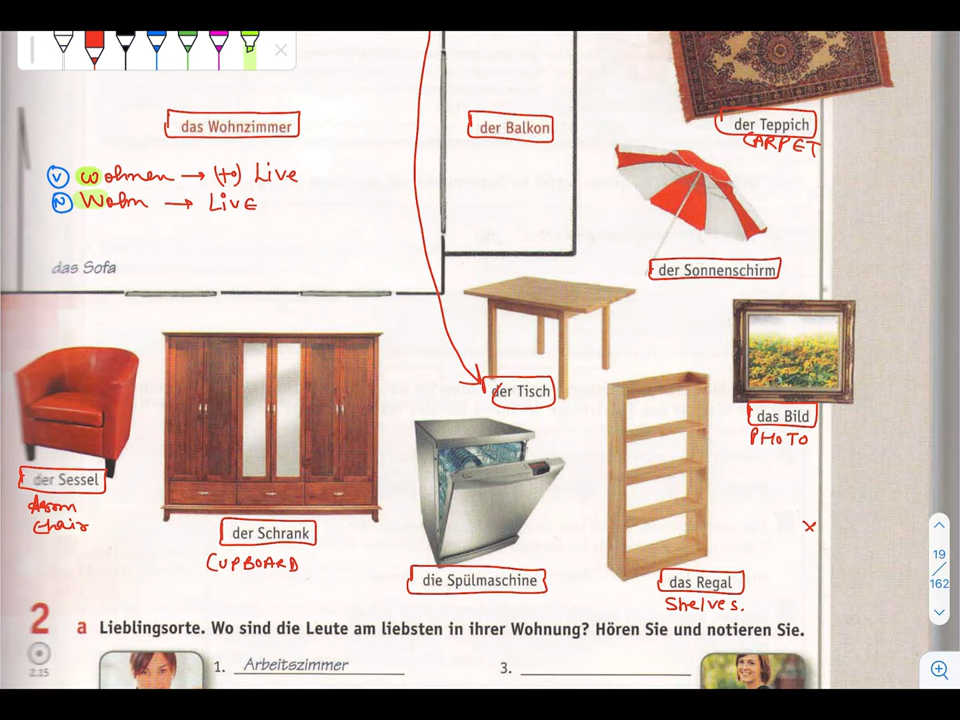 das Wohnzimmer
der Balkon
der Teppich
CARPET
V wohnen → (to) Live
N Wohn → LIVE
das Sofa
der Sonnenschirm
der Tisch
das Bild
PHOTO
der Sessel
chair
der Schrank
CUPBOARD
die Spülmaschine
das Regal
Shelves.
x
19
162
2
a Lieblingsorte. Wo sind die Leute am liebsten in ihrer Wohnung? Hören Sie und notieren Sie.
2.15
1. Arbeitszimmer
3.